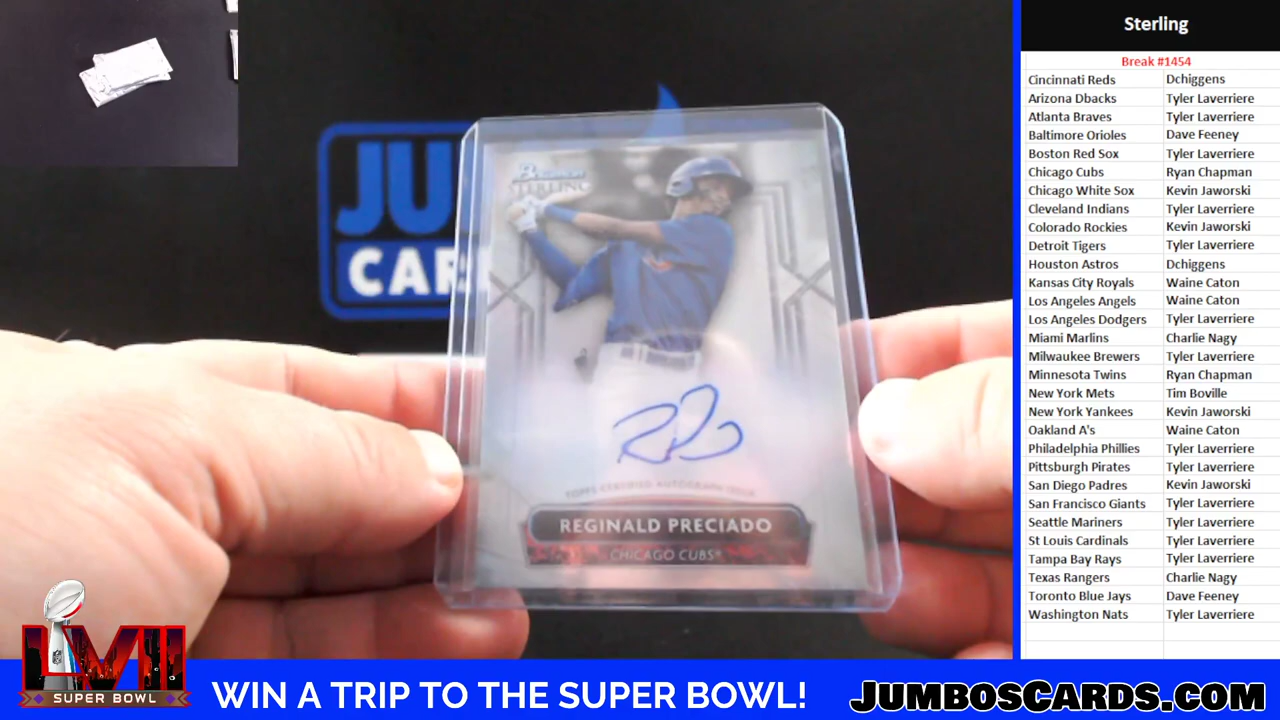 JU
CAR
Bowman
STERLING
TOPPS CERTIFIED AUTOGRAPH ISSUE
REGINALD PRECIADO
CHICAGO CUBS
LVII
SUPER BOWL
WIN A TRIP TO THE SUPER BOWL!
JUMBOSCARDS.COM
Sterling
Break #1454
Cincinnati Reds Dchiggens
Arizona Dbacks Tyler Laverriere
Atlanta Braves Tyler Laverriere
Baltimore Orioles Dave Feeney
Boston Red Sox Tyler Laverriere
Chicago Cubs Ryan Chapman
Chicago White Sox Kevin Jaworski
Cleveland Indians Tyler Laverriere
Colorado Rockies Kevin Jaworski
Detroit Tigers Tyler Laverriere
Houston Astros Dchiggens
Kansas City Royals Waine Caton
Los Angeles Angels Waine Caton
Los Angeles Dodgers Tyler Laverriere
Miami Marlins Charlie Nagy
Milwaukee Brewers Tyler Laverriere
Minnesota Twins Ryan Chapman
New York Mets Tim Boville
New York Yankees Kevin Jaworski
Oakland A's Waine Caton
Philadelphia Phillies Tyler Laverriere
Pittsburgh Pirates Tyler Laverriere
San Diego Padres Kevin Jaworski
San Francisco Giants Tyler Laverriere
Seattle Mariners Tyler Laverriere
St Louis Cardinals Tyler Laverriere
Tampa Bay Rays Tyler Laverriere
Texas Rangers Charlie Nagy
Toronto Blue Jays Dave Feeney
Washington Nats Tyler Laverriere